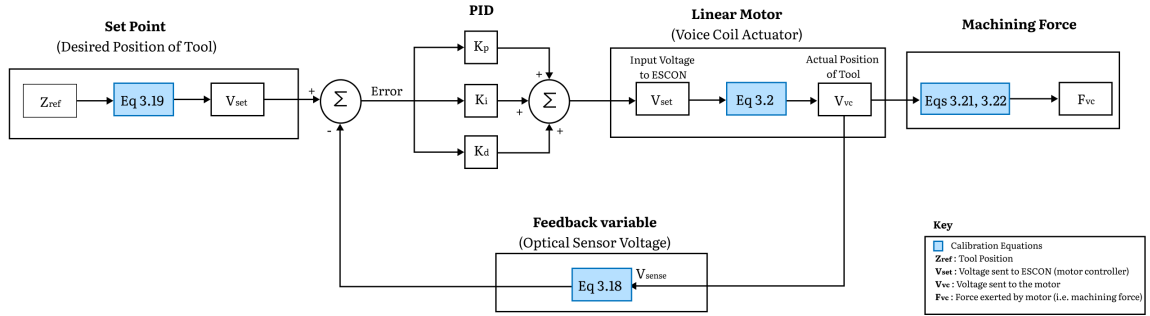 PID
Set Point
(Desired Position of Tool)
Linear Motor
(Voice Coil Actuator)
Machining Force
Kp
+
Input Voltage
to ESCON
Actual Position
of Tool
Zref
Eq 3.19
Vset
+
Σ
Error
Ki
+
Σ
Vset
Eq 3.2
Vvc
Eqs 3.21, 3.22
Fvc
-
+
Kd
Feedback variable
(Optical Sensor Voltage)
Eq 3.18
Vsense
Key
Calibration Equations
Zref : Tool Position
Vset : Voltage sent to ESCON (motor controller)
Vvc : Voltage sent to the motor
Fvc : Force exerted by motor (i.e. machining force)